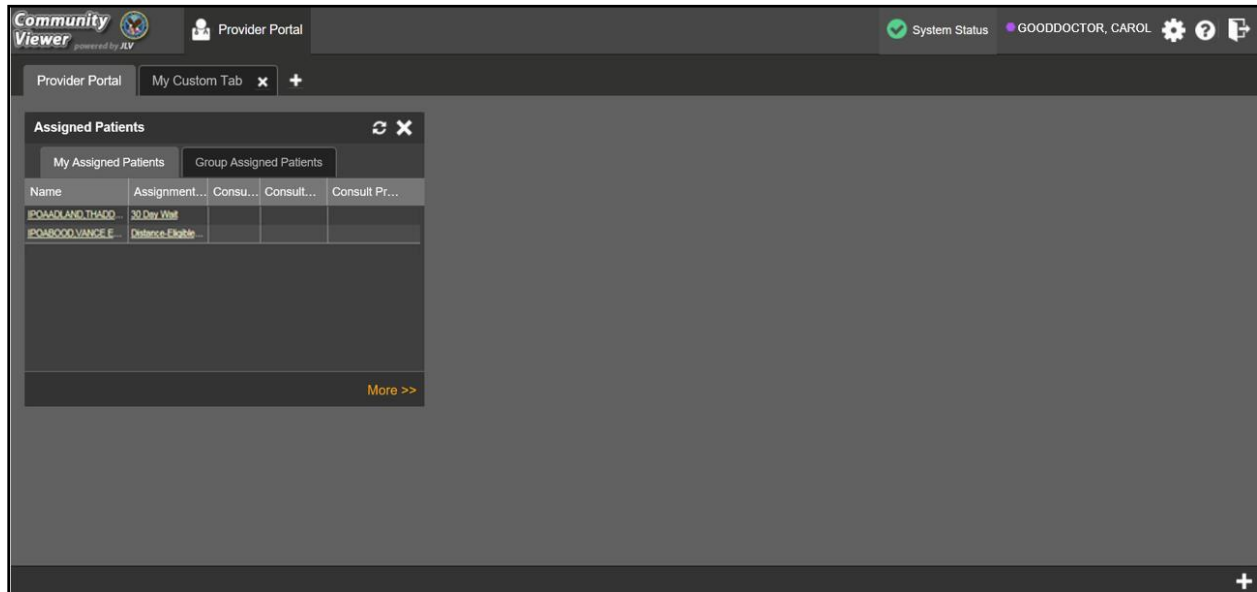 Community
Viewer powered by JLV
Provider Portal
System Status
GOODDOCTOR, CAROL
Provider Portal
My Custom Tab
Assigned Patients
My Assigned Patients
Group Assigned Patients
Name Assignment... Consu... Consult... Consult Pr...
IPOAADLAND,THADD... 30 Day Wait
IPOABOOD,VANCE E... Distance-Eligible...
More >>